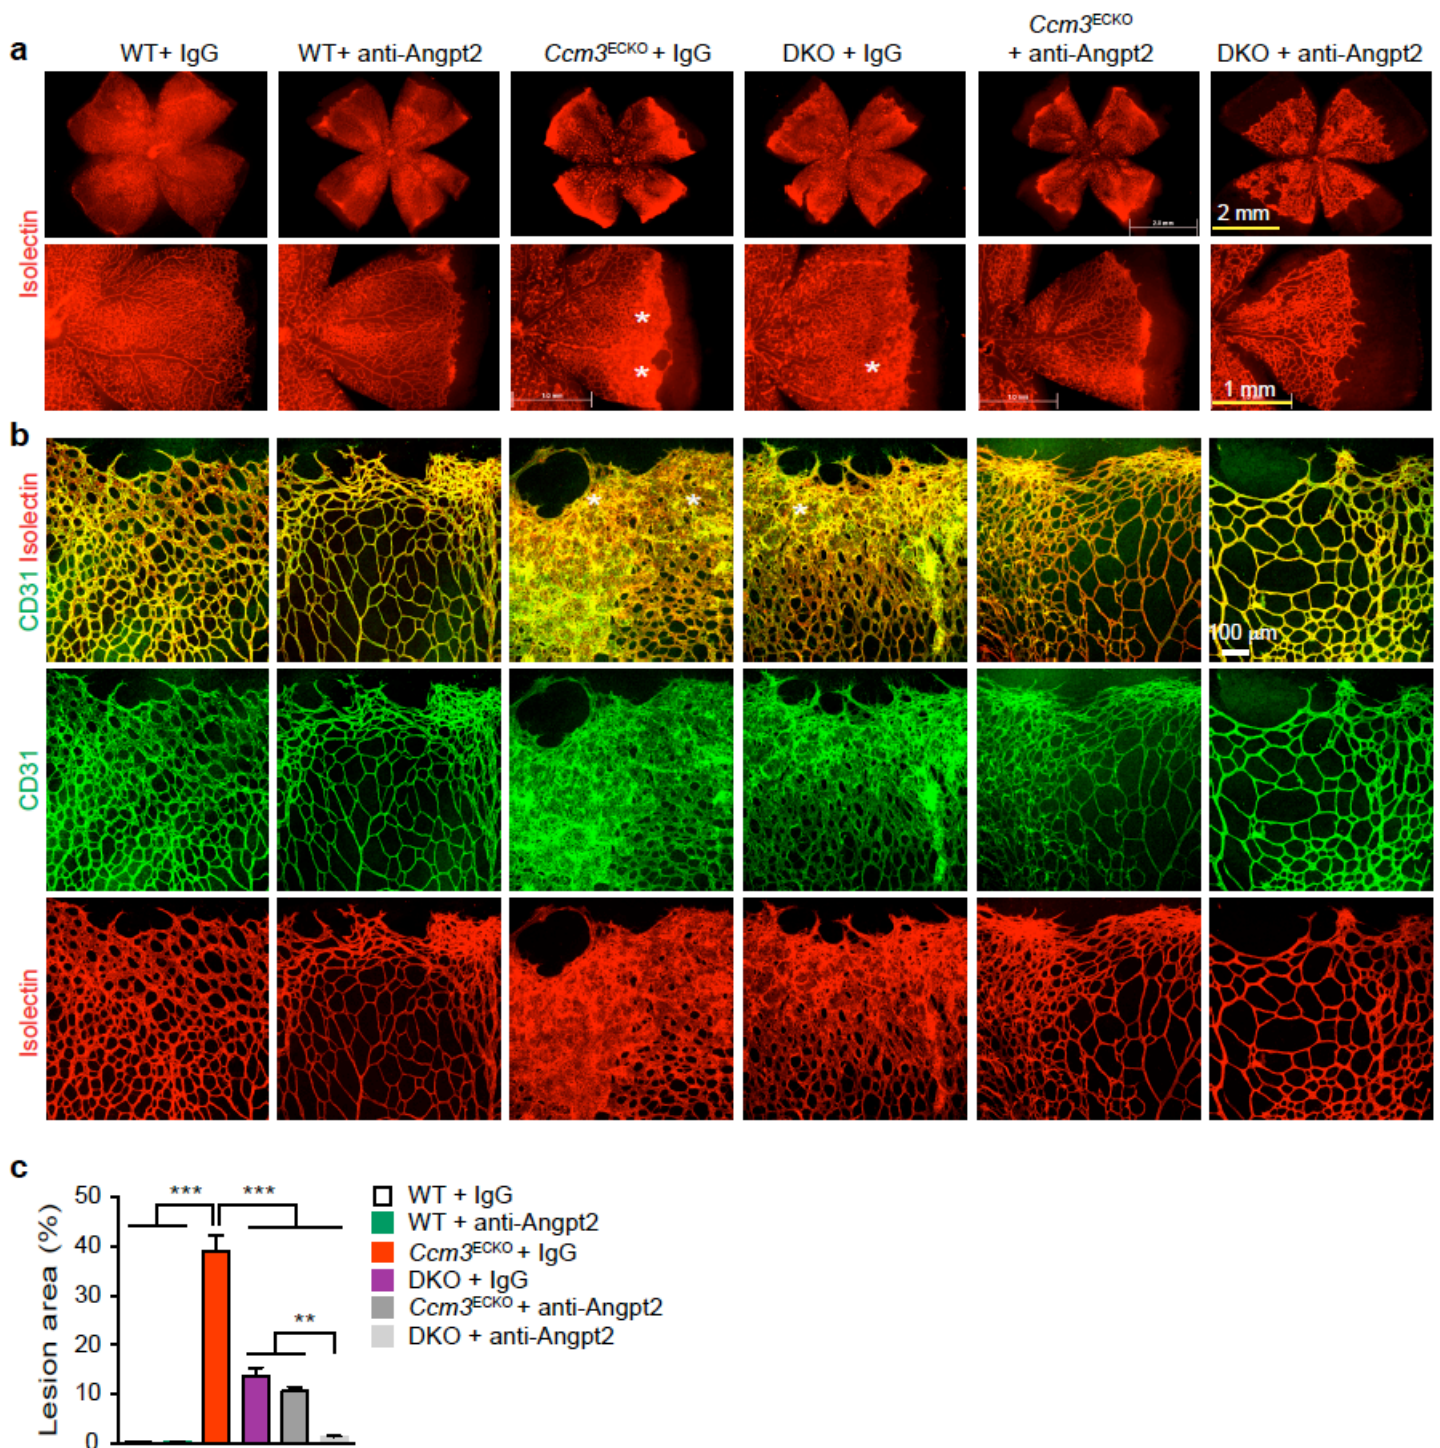 a
WT+ IgG
WT+ anti-Angpt2
Ccm3ECKO + IgG
DKO + IgG
Ccm3ECKO
+ anti-Angpt2
DKO + anti-Angpt2
Isolectin
2 mm
1 mm
b
CD31 Isolectin
100 µm
CD31
Isolectin
* * *
* *
*
c
Lesion area (%)
50
40
30
20
10
0
*** ***
**
WT + IgG
WT + anti-Angpt2
Ccm3ECKO + IgG
DKO + IgG
Ccm3ECKO + anti-Angpt2
DKO + anti-Angpt2